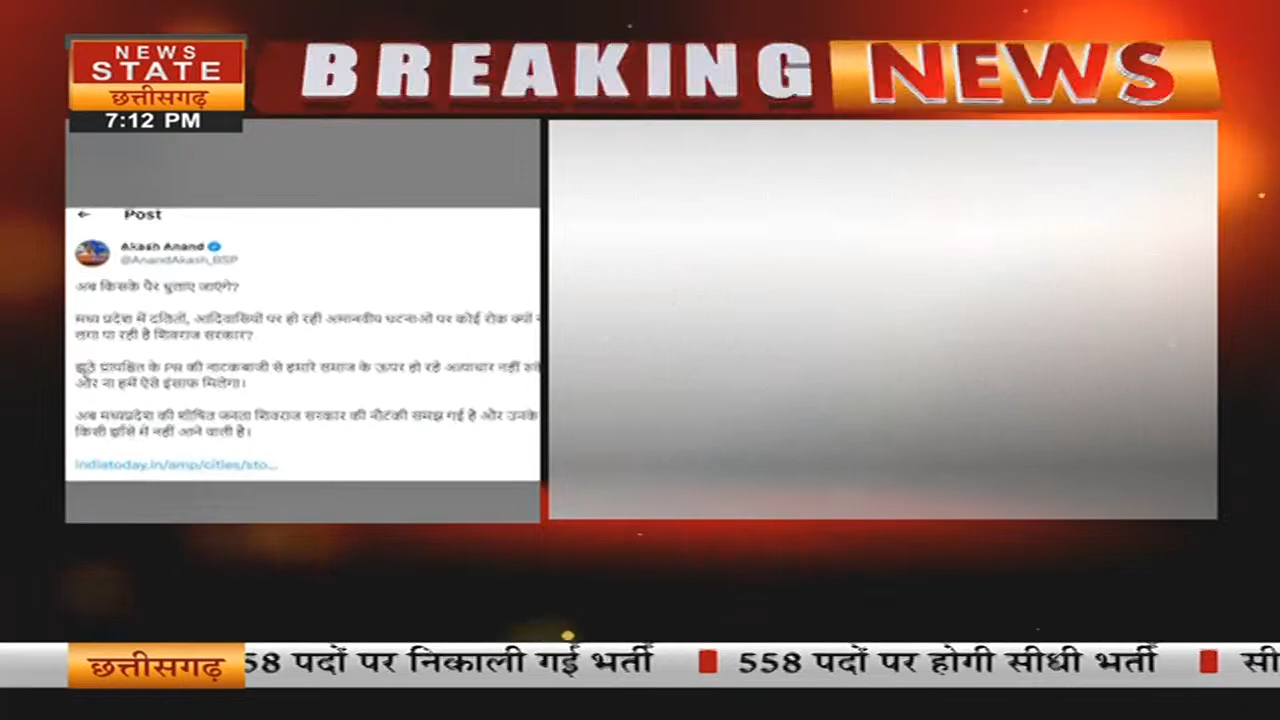 NEWS
STATE
छत्तीसगढ़
7:12 PM
BREAKING NEWS
← Post
Akash Anand
@AnandAkash_BSP
अब किसके पैर धुलाए जाएंगे?
मध्य प्रदेश में दलितों, आदिवासियों पर हो रही अमानवीय घटनाओं पर कोई रोक क्यों
लगा पा रही है शिवराज सरकार?
झूठे प्रायश्चित के PR की नाटकबाजी से हमारे समाज के ऊपर हो रहे अत्याचार नहीं
और ना हमें ऐसे इंसाफ मिलेगा।
अब मध्यप्रदेश की शोषित जनता शिवराज सरकार की नौटंकी समझ गई है और उनके
किसी झाँसे में नहीं आने वाली है।
indiatoday.in/amp/cities/sto...
छत्तीसगढ़
58 पदों पर निकाली गई भर्ती 558 पदों पर होगी सीधी भर्ती सी